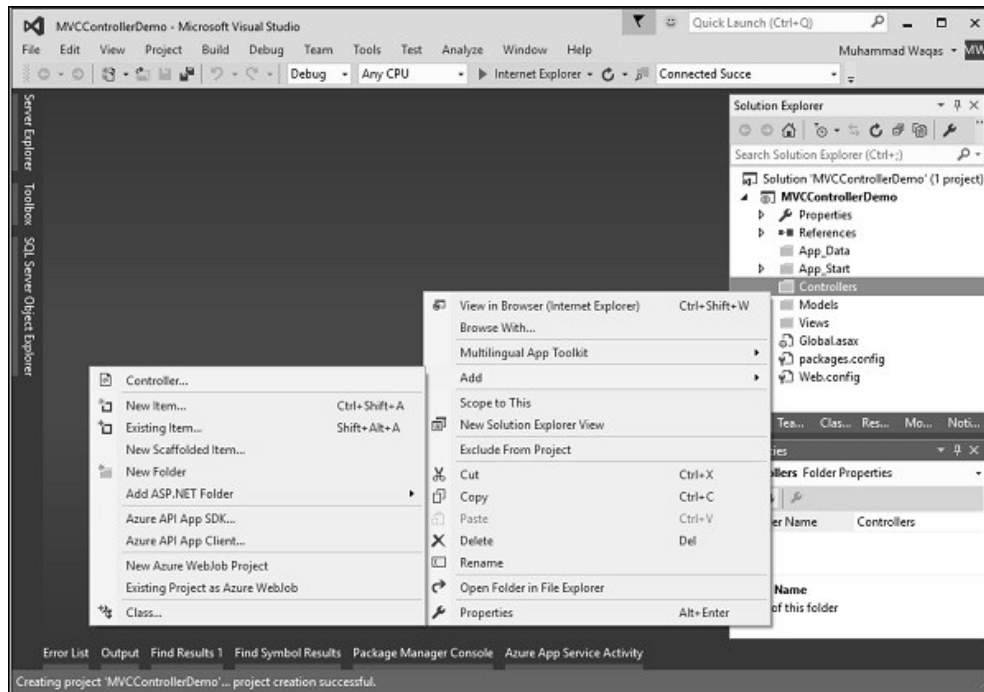 MVCControllerDemo - Microsoft Visual Studio
Quick Launch (Ctrl+Q)
File Edit View Project Build Debug Team Tools Test Analyze Window Help
Muhammad Waqas MW
Debug Any CPU Internet Explorer Connected Succe
Server Explorer
Toolbox
SQL Server Object Explorer
Solution Explorer
Search Solution Explorer (Ctrl+;)
Solution 'MVCControllerDemo' (1 project)
MVCControllerDemo
Properties
References
App_Data
App_Start
Controllers
Models
Views
Global.asax
packages.config
Web.config
View in Browser (Internet Explorer) Ctrl+Shift+W
Browse With...
Multilingual App Toolkit
Add
Scope to This
New Solution Explorer View
Exclude From Project
Cut Ctrl+X
Copy Ctrl+C
Paste Ctrl+V
Delete Del
Rename
Open Folder in File Explorer
Properties Alt+Enter
Controller...
New Item... Ctrl+Shift+A
Existing Item... Shift+Alt+A
New Scaffolded Item...
New Folder
Add ASP.NET Folder
Azure API App SDK...
Azure API App Client...
New Azure WebJob Project
Existing Project as Azure WebJob
Class...
Tea... Clas... Res... Mo... Noti...
ies
llers Folder Properties
er Name Controllers
Name
of this folder
Error List Output Find Results 1 Find Symbol Results Package Manager Console Azure App Service Activity
Creating project 'MVCControllerDemo'... project creation successful.